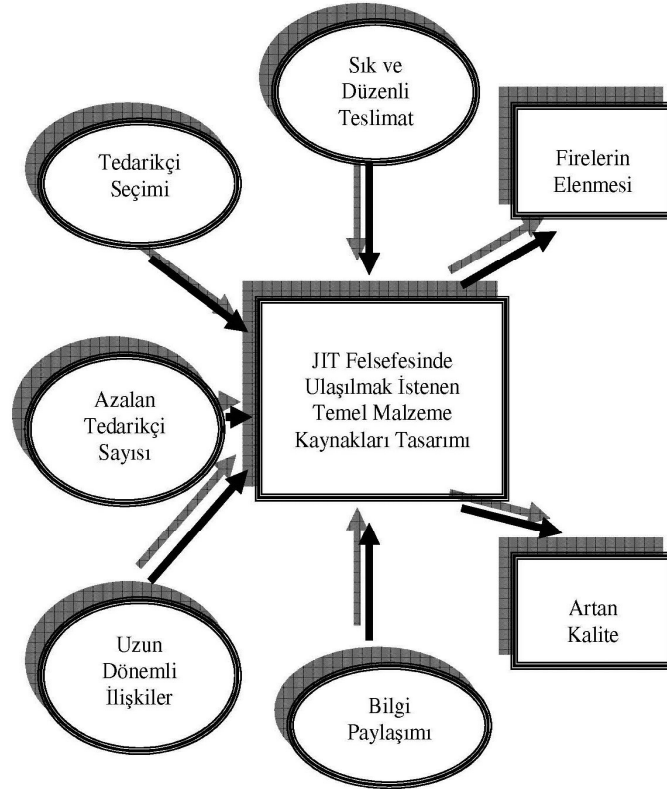 Sık ve
Düzenli
Teslimat
Tedarikçi
Seçimi
Firelerin
Elenmesi
JIT Felsefesinde
Ulaşılmak İstenen
Temel Malzeme
Kaynakları Tasarımı
Azalan
Tedarikçi
Sayısı
Uzun
Dönemli
İlişkiler
Bilgi
Paylaşımı
Artan
Kalite